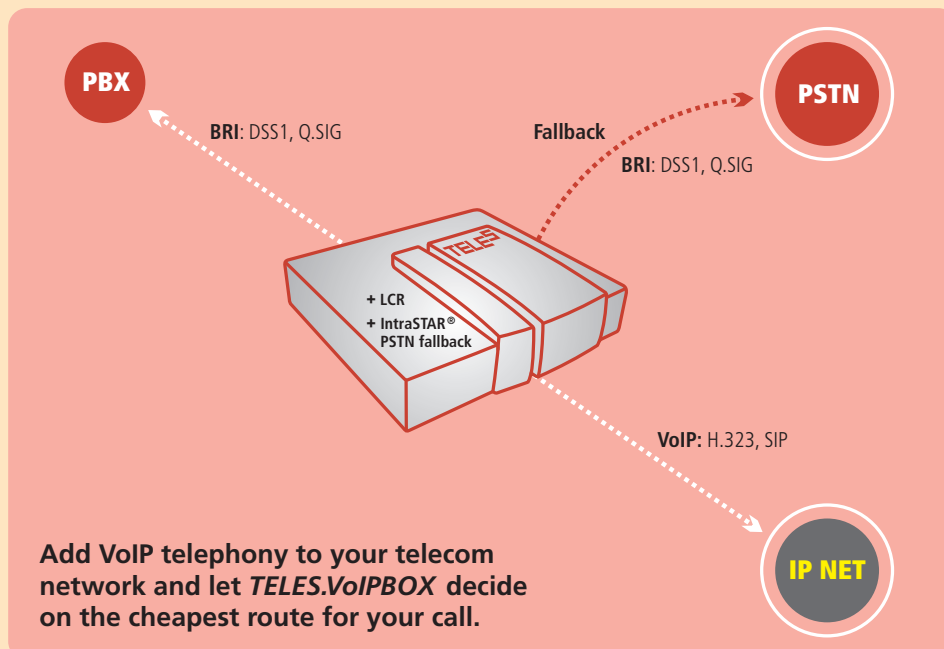 PBX
PSTN
BRI: DSS1, Q.SIG
Fallback
BRI: DSS1, Q.SIG
TELES
+ LCR
+ IntraSTAR®
PSTN fallback
VoIP: H.323, SIP
IP NET
Add VoIP telephony to your telecom
network and let TELES.VoIPBOX decide
on the cheapest route for your call.